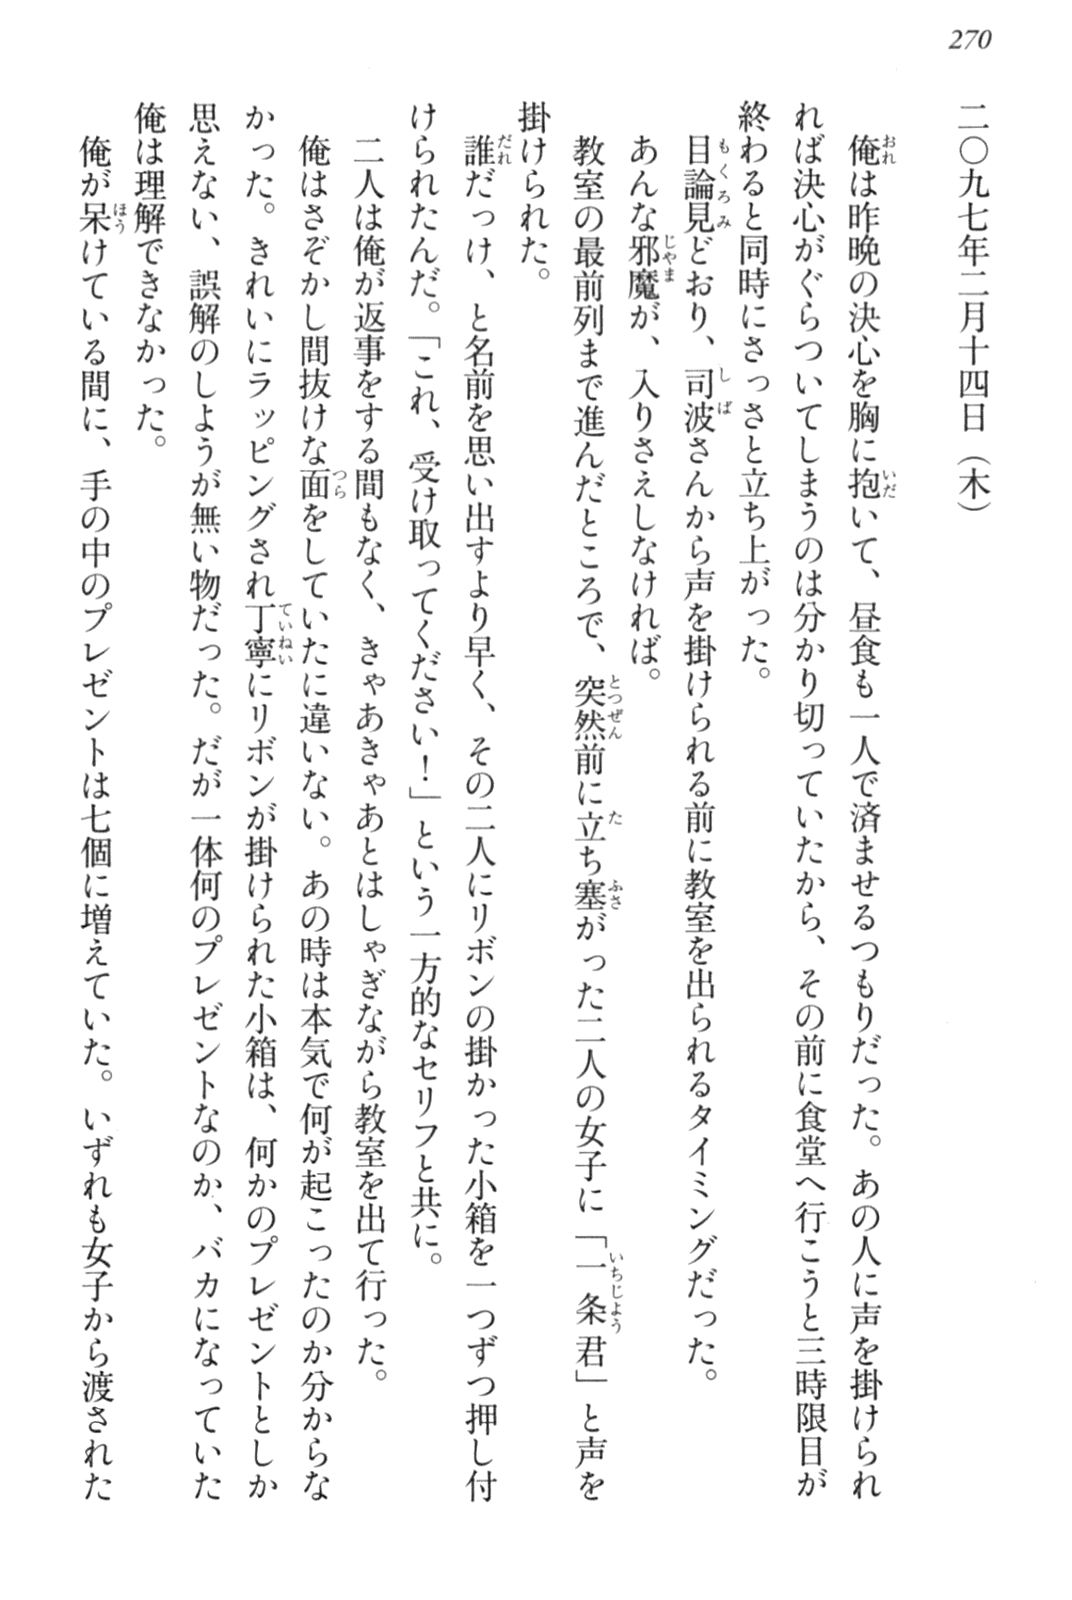 270
二〇九七年二月十四日（木）
俺は昨晩の決心を胸に抱いて、昼食も一人で済ませるつもりだった。あの人に声を掛けられ
れば決心がぐらついてしまうのは分かり切っていたから、その前に食堂へ行こうと三時限目が
終わると同時にさっさと立ち上がった。
目論見どおり、司波さんから声を掛けられる前に教室を出られるタイミングだった。
あんな邪魔が、入りさえしなければ。
教室の最前列まで進んだところで、突然前に立ち塞がった二人の女子に「一条君」と声を
掛けられた。
誰だっけ、と名前を思い出すより早く、その二人にリボンの掛かった小箱を一つずつ押し付
けられたんだ。「これ、受け取ってください！」という一方的なセリフと共に。
二人は俺が返事をする間もなく、きゃあきゃあとはしゃぎながら教室を出て行った。
俺はさぞかし間抜けな面をしていたに違いない。あの時は本気で何が起こったのか分からな
かった。きれいにラッピングされ丁寧にリボンが掛けられた小箱は、何かのプレゼントとしか
思えない、誤解のしようが無い物だった。だが一体何のプレゼントなのか、バカになっていた
俺は理解できなかった。
俺が呆けている間に、手の中のプレゼントは七個に増えていた。いずれも女子から渡された